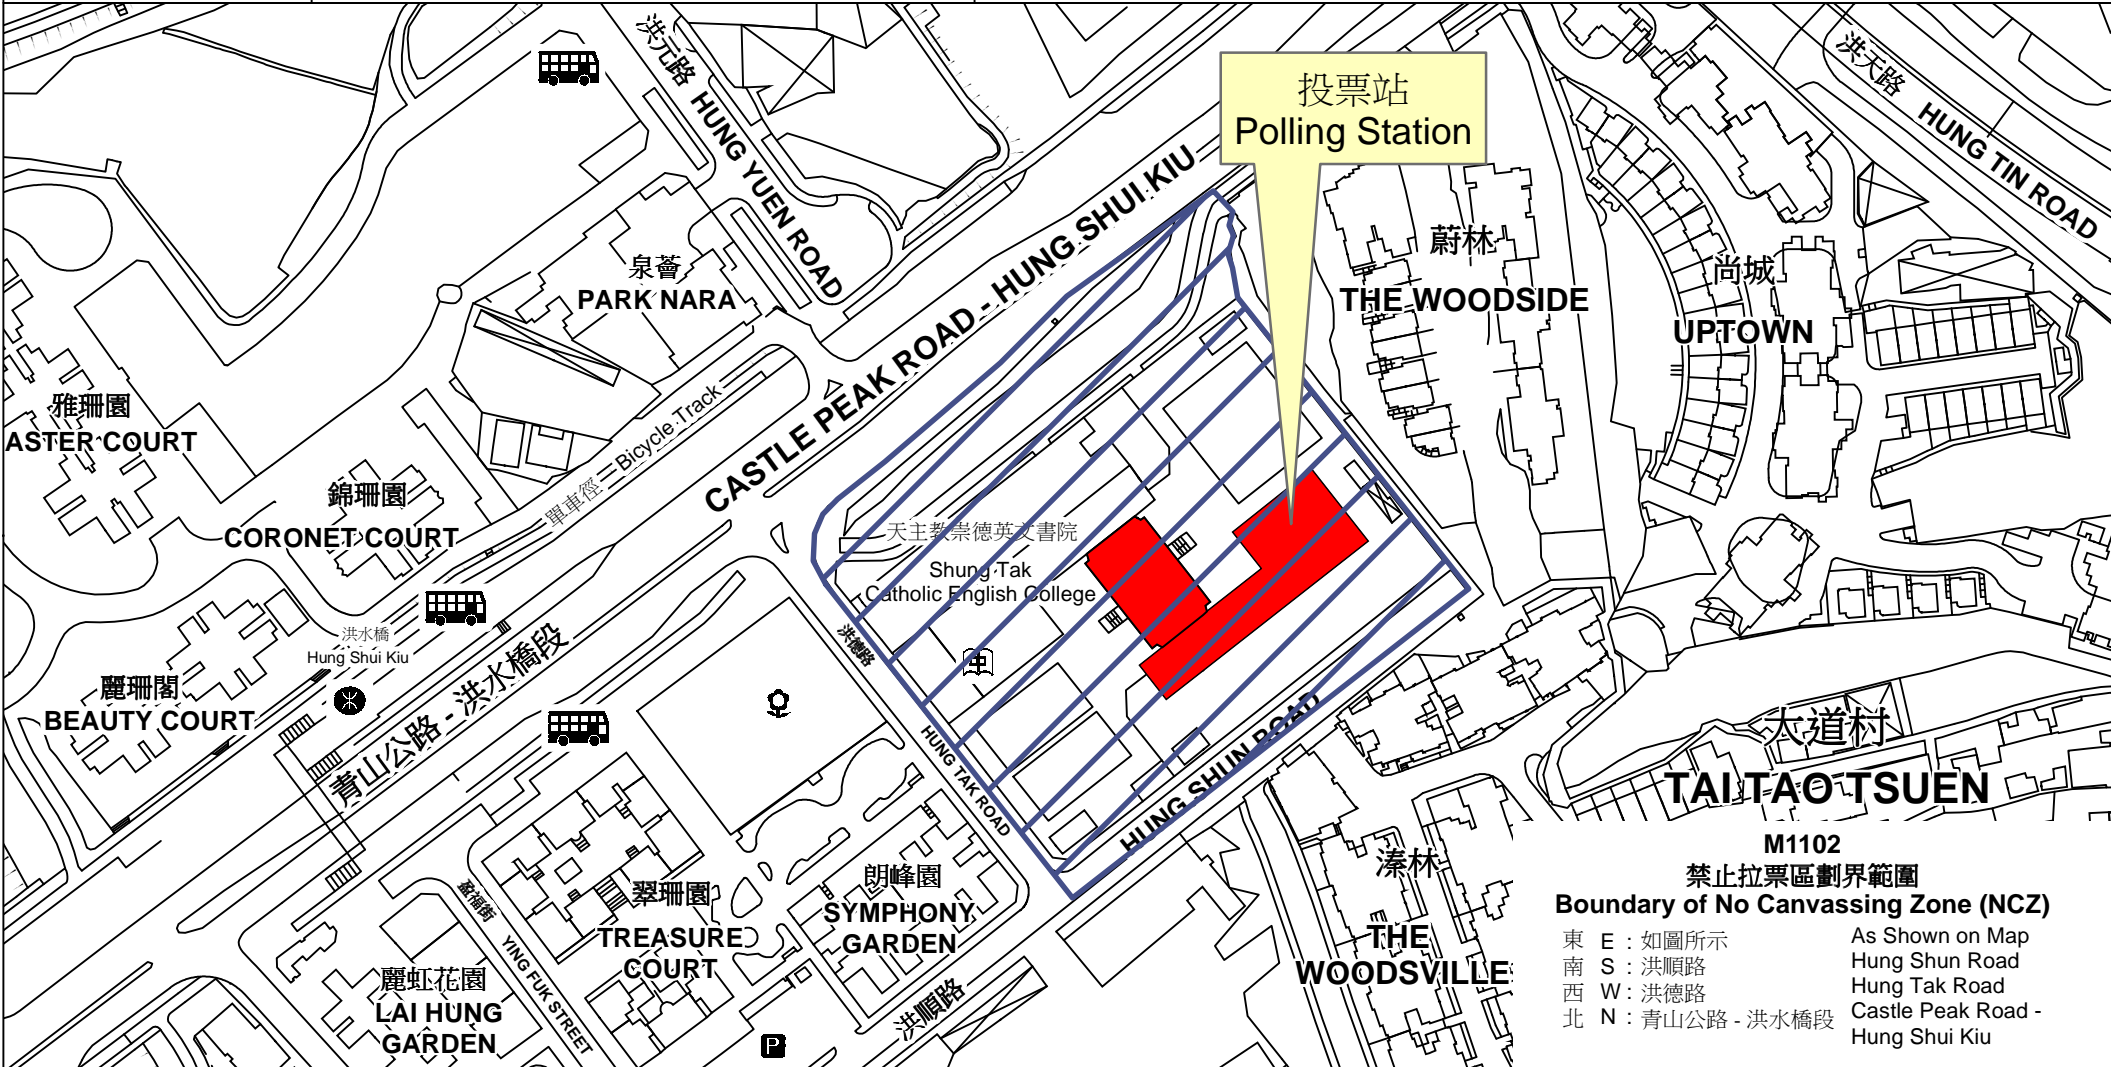 洪元路 HUNG YUEN ROAD
投票站
Polling Station
洪天路 HUNG TIN ROAD
泉薈
PARK NARA
CASTLE PEAK ROAD - HUNG SHUI KIU
蔚林
THE WOODSIDE
尚城
UPTOWN
雅珊園
ASTER COURT
錦珊園
CORONET COURT
單車徑 Bicycle Track
天主教崇德英文書院
Shung Tak
Catholic English College
洪水橋
Hung Shui Kiu
洪德路
HUNG TAK ROAD
麗珊閣
BEAUTY COURT
青山公路 - 洪水橋段
HUNG SHUN ROAD
大道村
TAI TAO TSUEN
翠珊園
TREASURE
COURT
朗峰園
SYMPHONY
GARDEN
溱林
THE
WOODSVILLE
盈福街 YING FUK STREET
麗虹花園
LAI HUNG
GARDEN
洪順路
P
M1102
禁止拉票區劃界範圍
Boundary of No Canvassing Zone (NCZ)
東 E : 如圖所示 As Shown on Map
南 S : 洪順路 Hung Shun Road
西 W : 洪德路 Hung Tak Road
北 N : 青山公路 - 洪水橋段 Castle Peak Road -
Hung Shui Kiu